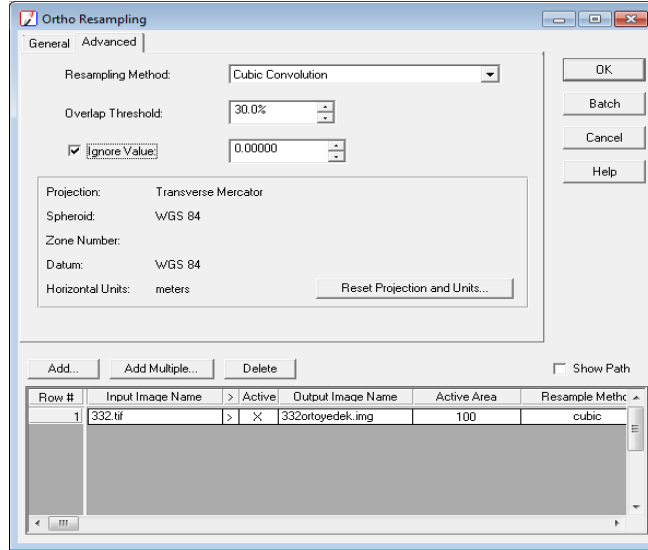 Ortho Resampling
General Advanced
Resampling Method: Cubic Convolution
Overlap Threshold: 30.0%
Ignore Value: 0.00000
Projection: Transverse Mercator
Spheroid: WGS 84
Zone Number:
Datum: WGS 84
Horizontal Units: meters
Reset Projection and Units...
OK
Batch
Cancel
Help
Add... Add Multiple... Delete Show Path
Row # Input Image Name > Active Output Image Name Active Area Resample Methc
1 332.tif > X 332ortoyedek.img 100 cubic